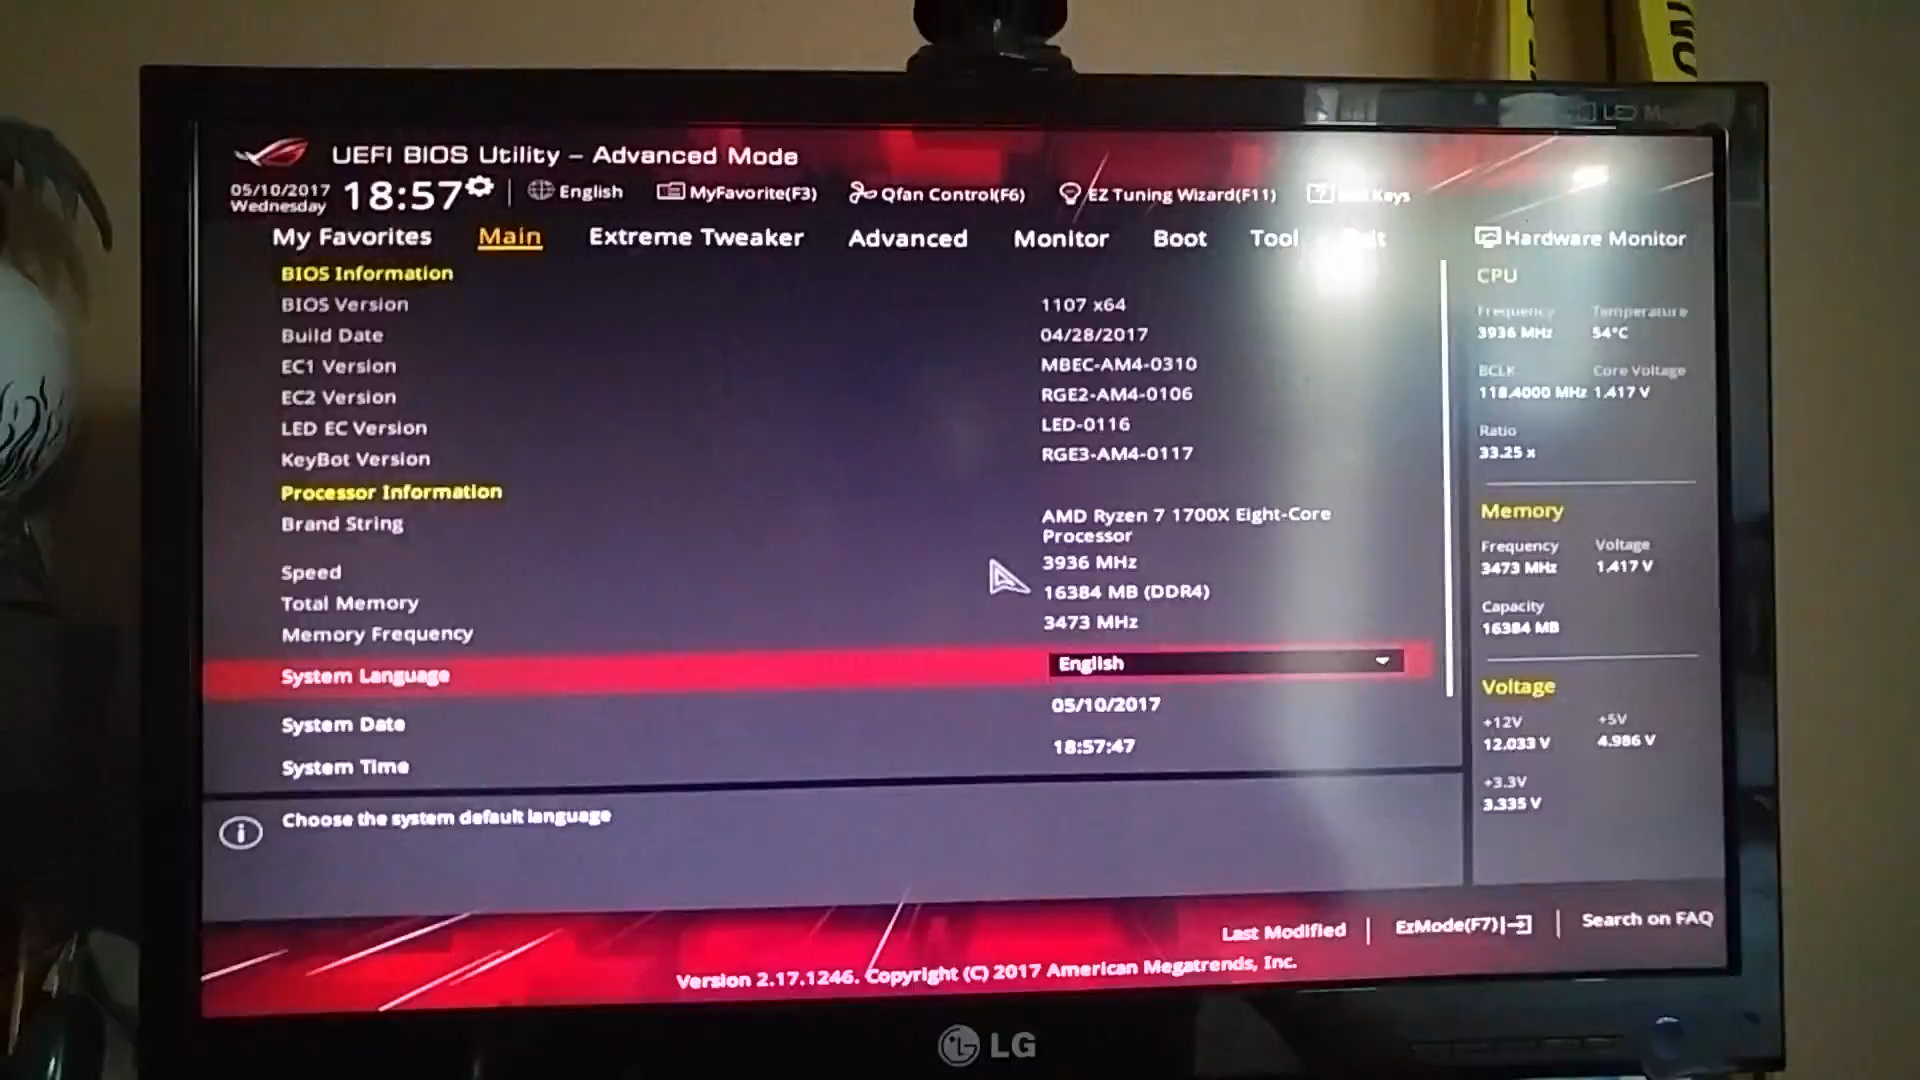 UEFI BIOS Utility – Advanced Mode
05/10/2017
Wednesday
18:57
English
MyFavorite(F3)
Qfan Control(F6)
EZ Tuning Wizard(F11)
Keys
My Favorites
Main
Extreme Tweaker
Advanced
Monitor
Boot
Tool
Hardware Monitor
BIOS Information
BIOS Version 1107 x64
Build Date 04/28/2017
EC1 Version MBEC-AM4-0310
EC2 Version RGE2-AM4-0106
LED EC Version LED-0116
KeyBot Version RGE3-AM4-0117
Processor Information
Brand String AMD Ryzen 7 1700X Eight-Core
Processor
Speed 3936 MHz
Total Memory 16384 MB (DDR4)
Memory Frequency 3473 MHz
System Language English
System Date 05/10/2017
System Time 18:57:47
Choose the system default language
CPU
Frequency Temperature
3936 MHz 54°C
BCLK Core Voltage
118.4000 MHz 1.417 V
Ratio
33.25 x
Memory
Frequency Voltage
3473 MHz 1.417 V
Capacity
16384 MB
Voltage
+12V +5V
12.033 V 4.986 V
+3.3V
3.335 V
Last Modified
EzMode(F7)
Search on FAQ
Version 2.17.1246. Copyright (C) 2017 American Megatrends, Inc.
LG